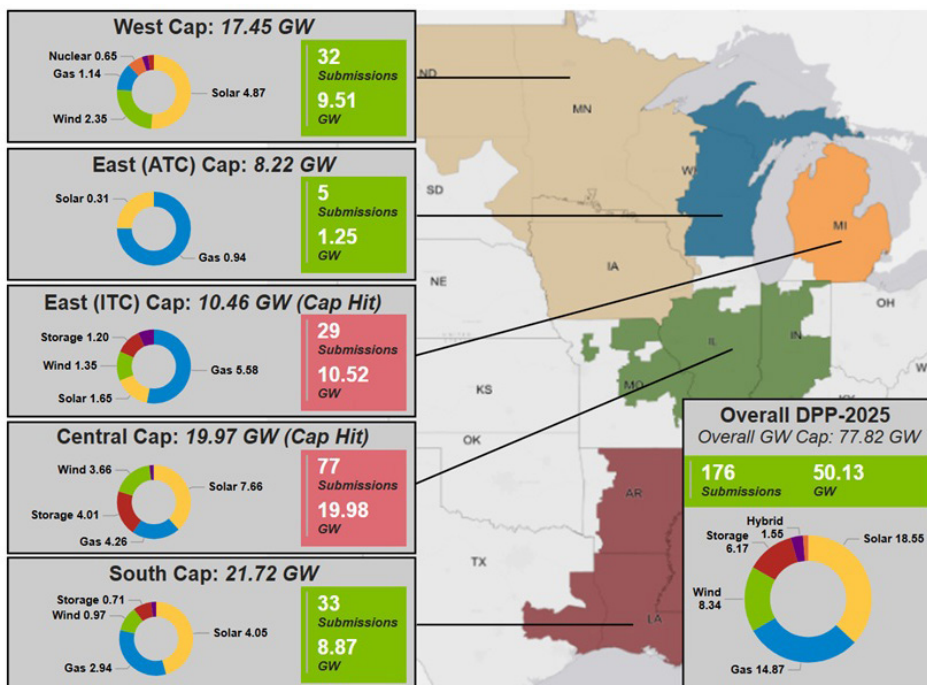 West Cap: 17.45 GW
Nuclear 0.65
Gas 1.14
Wind 2.35
Solar 4.87
32
Submissions
9.51
GW
East (ATC) Cap: 8.22 GW
Solar 0.31
Gas 0.94
5
Submissions
1.25
GW
East (ITC) Cap: 10.46 GW (Cap Hit)
Storage 1.20
Wind 1.35
Solar 1.65
Gas 5.58
29
Submissions
10.52
GW
Central Cap: 19.97 GW (Cap Hit)
Wind 3.66
Storage 4.01
Gas 4.26
Solar 7.66
77
Submissions
19.98
GW
South Cap: 21.72 GW
Storage 0.71
Wind 0.97
Gas 2.94
Solar 4.05
33
Submissions
8.87
GW
ND
MN
SD
WI
MI
NE
IA
OH
IL
IN
KS
MO
OK
AR
TX
LA
Overall DPP-2025
Overall GW Cap: 77.82 GW
176
Submissions
50.13
GW
Hybrid
1.55
Storage
6.17
Wind
8.34
Gas 14.87
Solar 18.55